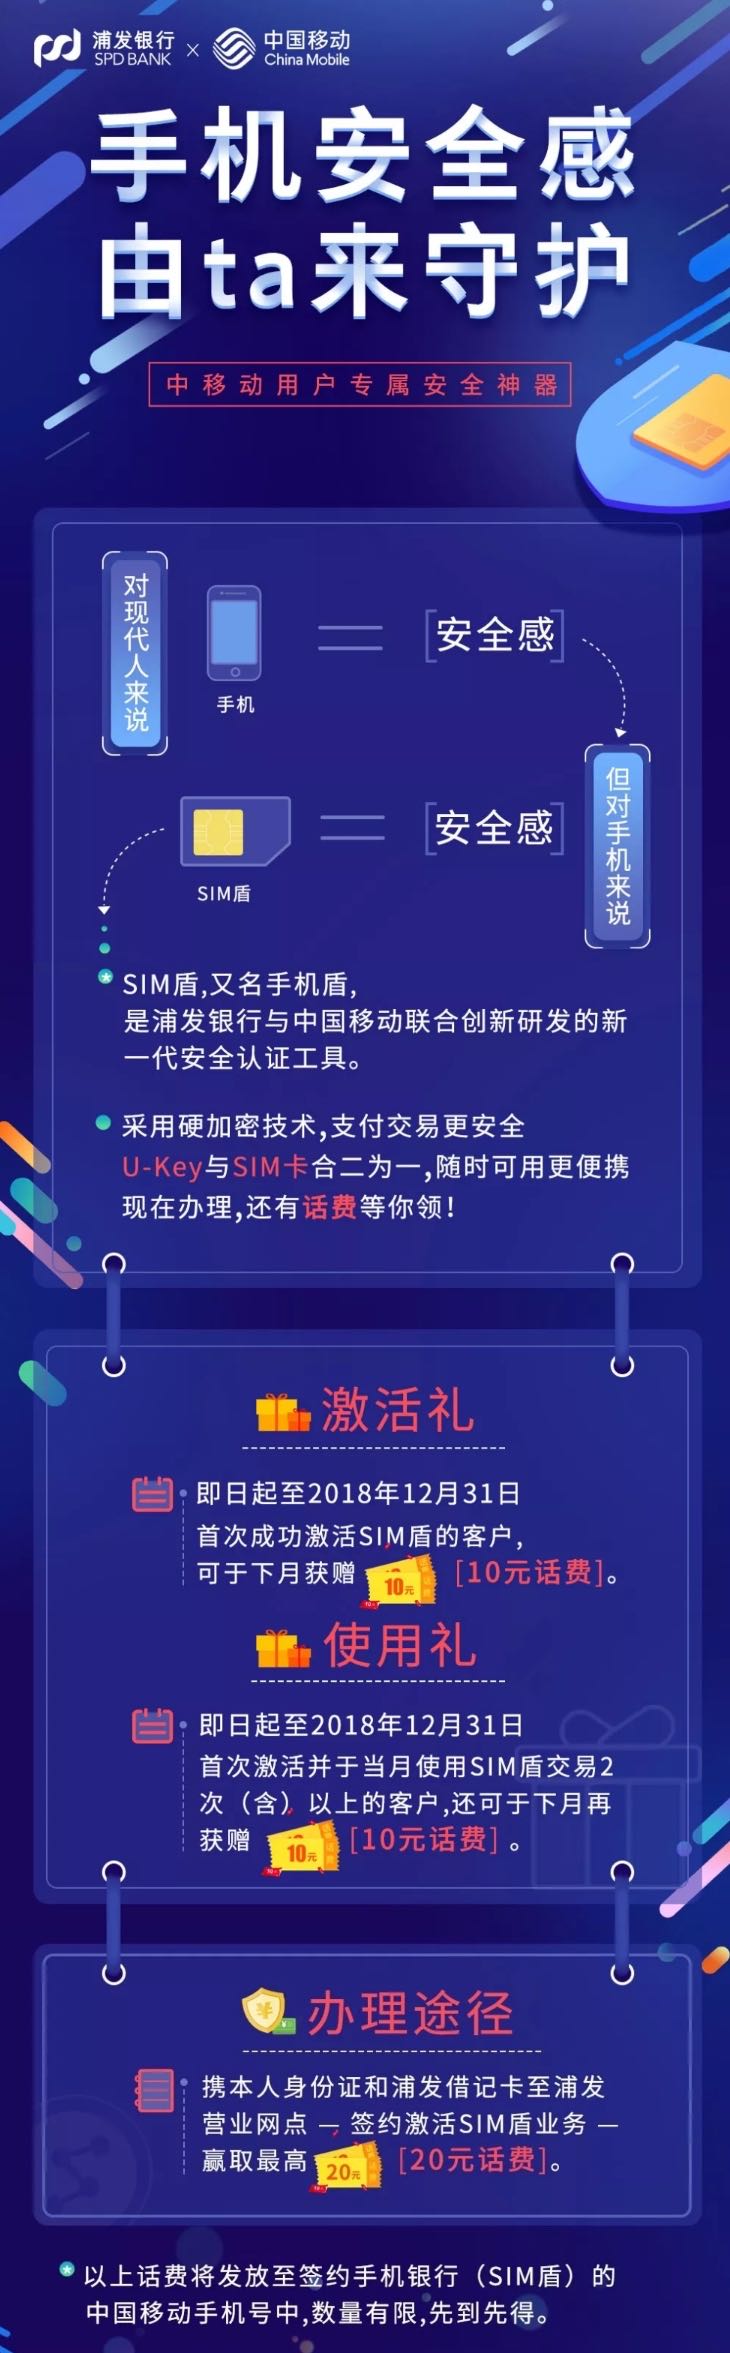 浦发银行
SPD BANK
×
中国移动
China Mobile
手机安全感
由ta来守护
中移动用户专属安全神器
对现代人来说
手机
[安全感]
但对手机来说
SIM盾
[安全感]
SIM盾,又名手机盾,
是浦发银行与中国移动联合创新研发的新
一代安全认证工具。
采用硬加密技术,支付交易更安全
U-Key与SIM卡合二为一,随时可用更便携
现在办理,还有话费等你领!
激活礼
即日起至2018年12月31日
首次成功激活SIM盾的客户,
可于下月获赠 10元 [10元话费]。
使用礼
即日起至2018年12月31日
首次激活并于当月使用SIM盾交易2
次（含）以上的客户,还可于下月再
获赠 10元 [10元话费] 。
办理途径
携本人身份证和浦发借记卡至浦发
营业网点 — 签约激活SIM盾业务 —
赢取最高 20元 [20元话费]。
以上话费将发放至签约手机银行（SIM盾）的
中国移动手机号中,数量有限,先到先得。